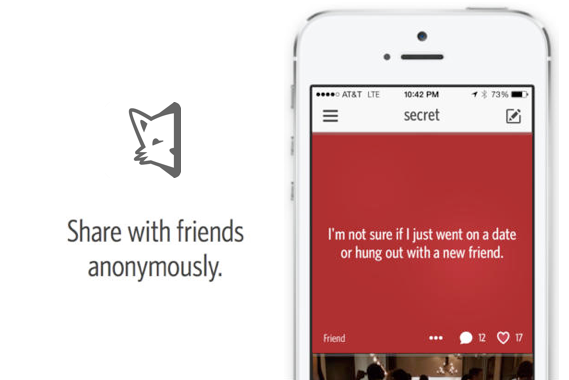 Share with friends
anonymously.
AT&T LTE 10:42 PM 73%
secret
I'm not sure if I just went on a date
or hung out with a new friend.
Friend 12 17